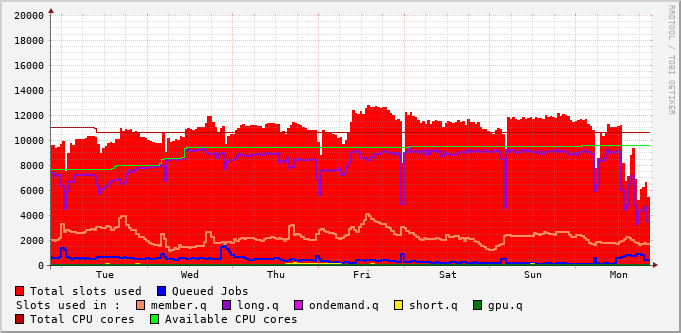 20000
18000
16000
14000
12000
10000
8000
6000
4000
2000
0
Tue Wed Thu Fri Sat Sun Mon
RRDTOOL / TOBI OETIKER
Total slots used Queued Jobs
Slots used in : member.q long.q ondemand.q short.q gpu.q
Total CPU cores Available CPU cores